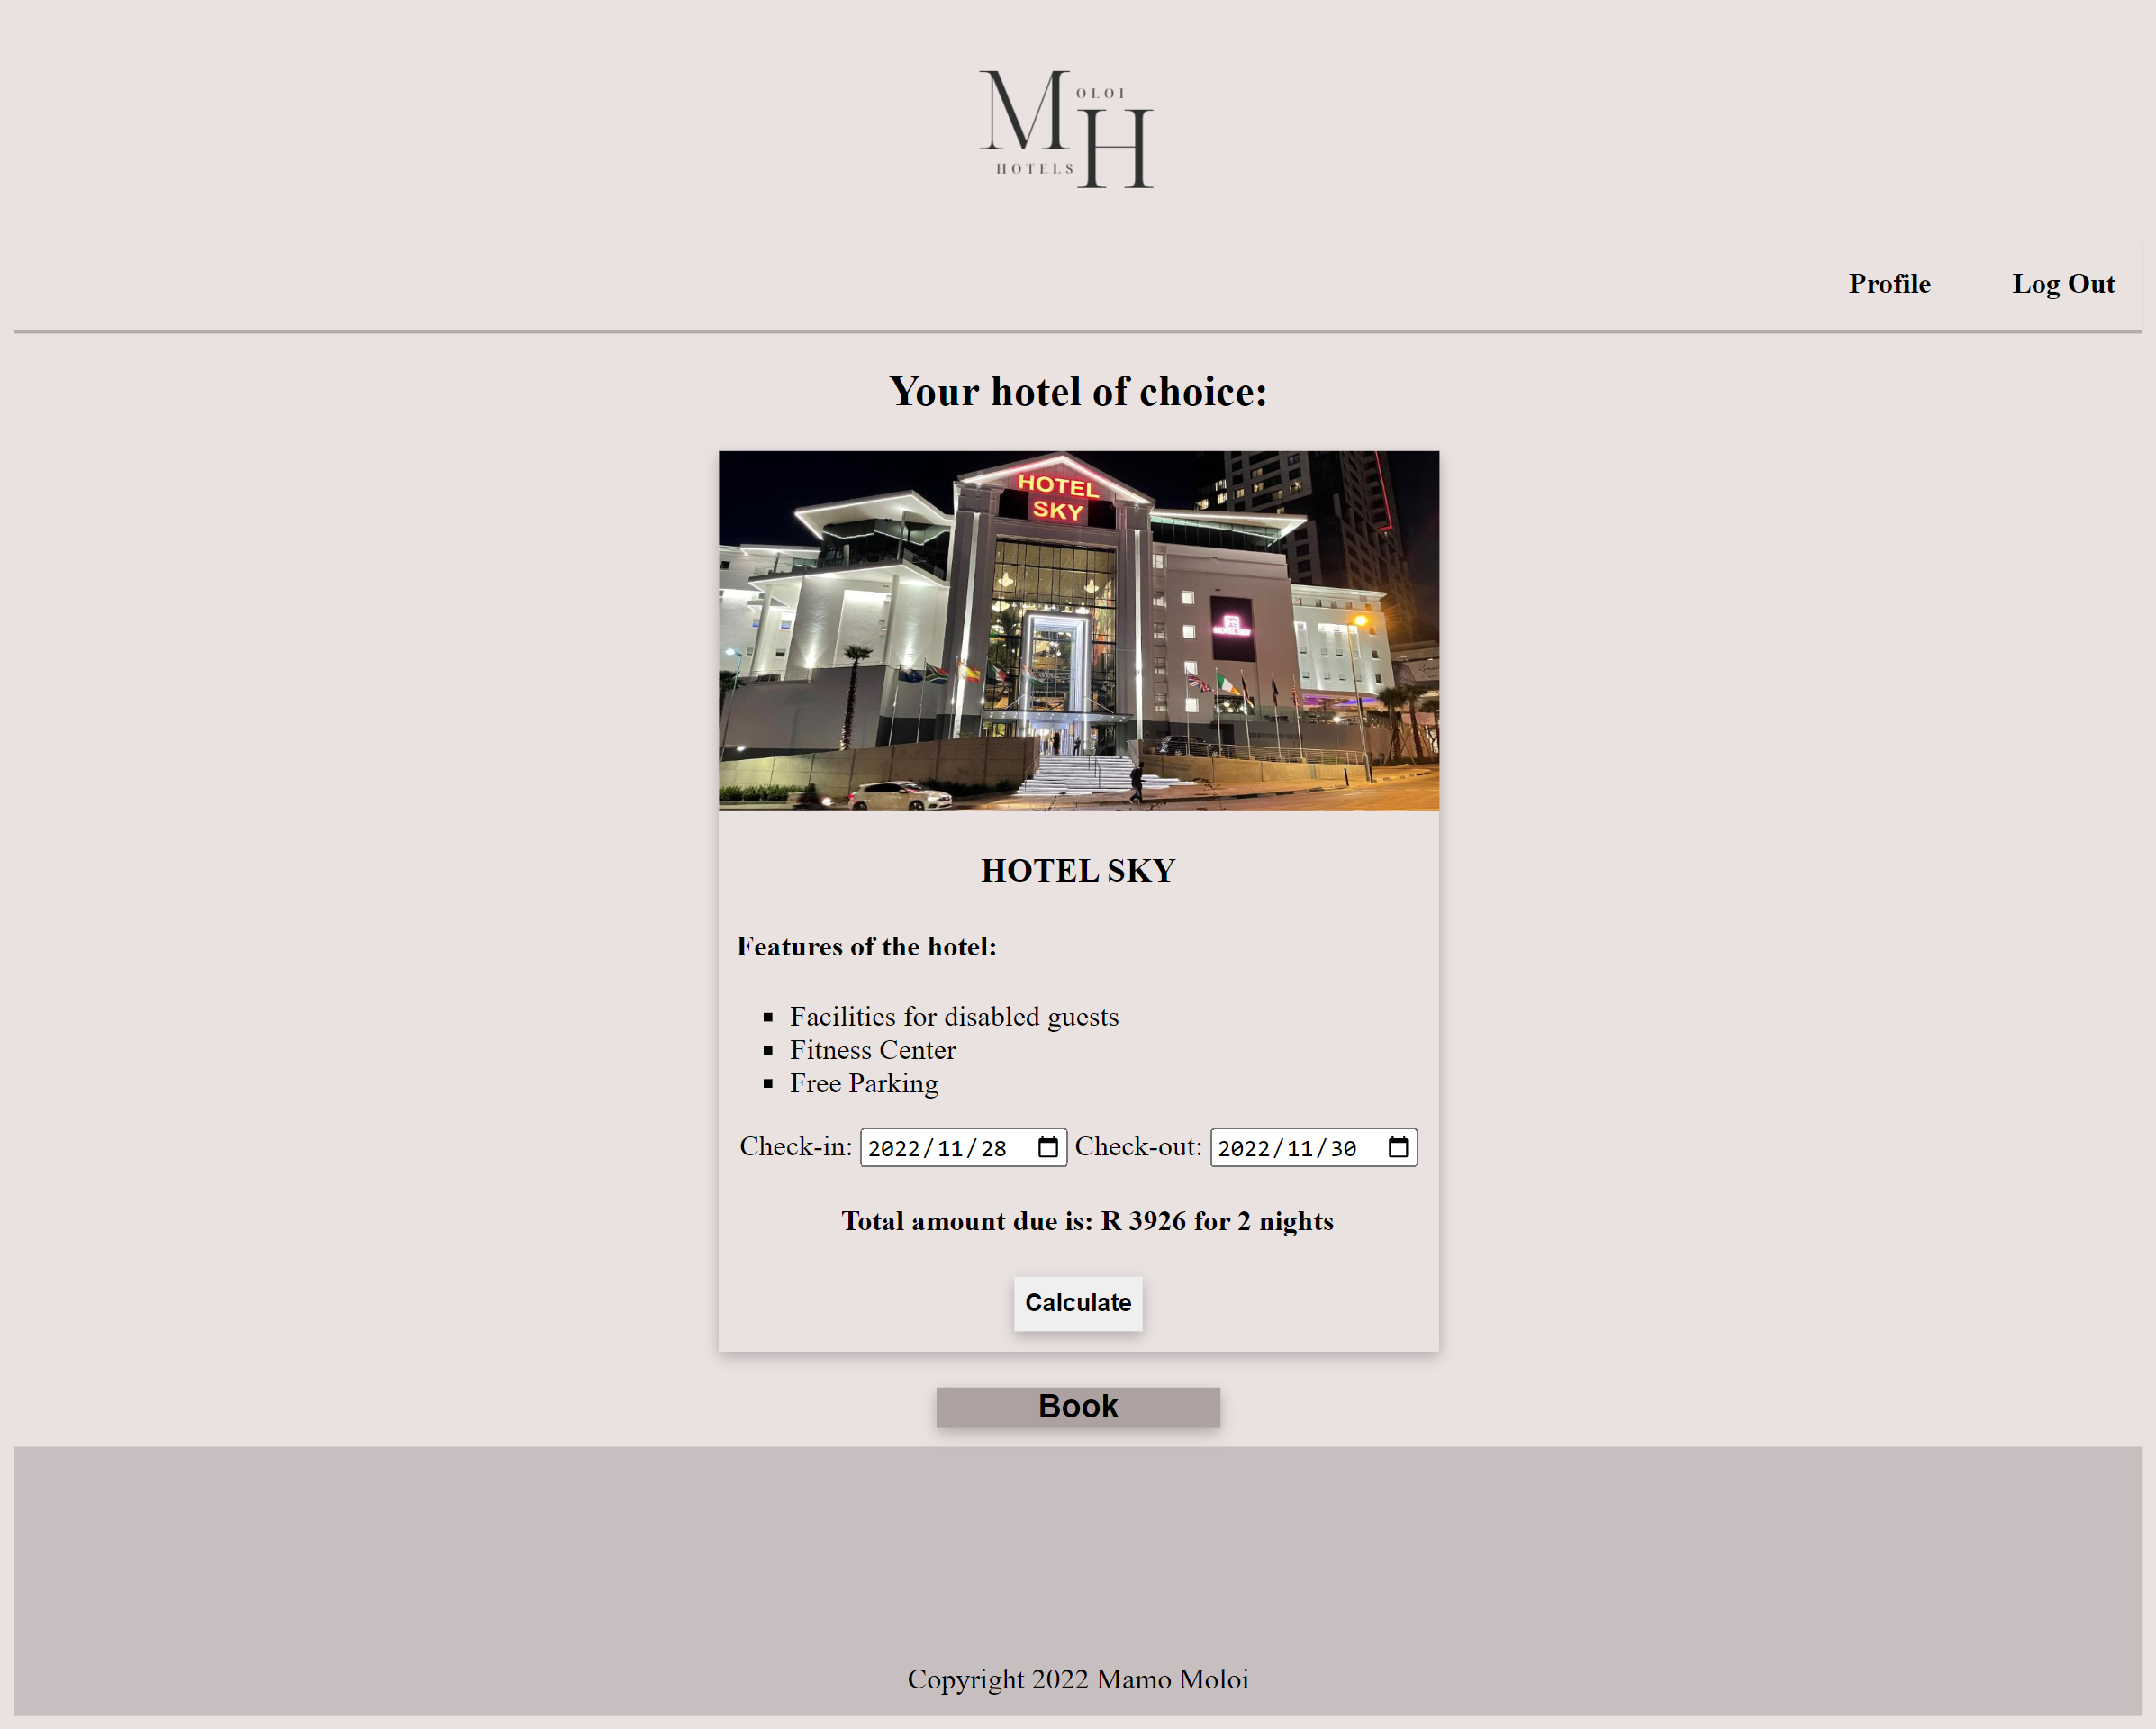 M OLOI
HOTELS H
Profile Log Out
Your hotel of choice:
HOTEL
SKY
HOTEL SKY
HOTEL SKY
Features of the hotel:
Facilities for disabled guests
Fitness Center
Free Parking
Check-in: 2022/11/28 Check-out: 2022/11/30
Total amount due is: R 3926 for 2 nights
Calculate
Book
Copyright 2022 Mamo Moloi